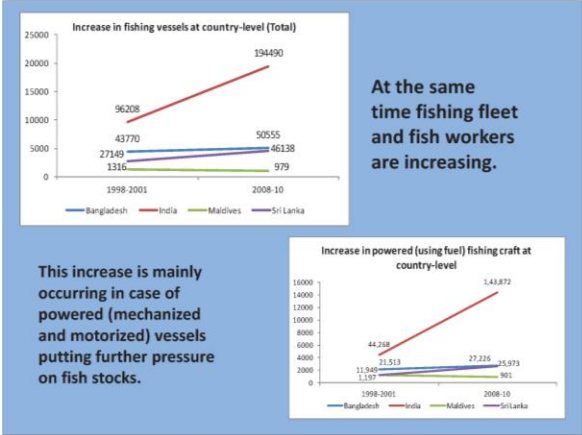 Increase in fishing vessels at country-level (Total)
25000
20000
15000
10000
5000
0
194490
96208
43770
50555
27149
46138
1316
979
1998-2001
2008-10
Bangladesh India Maldives Sri Lanka
At the same
time fishing fleet
and fish workers
are increasing.
This increase is mainly
occurring in case of
powered (mechanized
and motorized) vessels
putting further pressure
on fish stocks.
Increase in powered (using fuel) fishing craft at
country-level
16000
14000
12000
10000
8000
6000
4000
2000
0
1,43,872
44,268
21,513
27,226
25,973
11,949
1,197
901
1998-2001
2008-10
Bangladesh India Maldives Sri Lanka